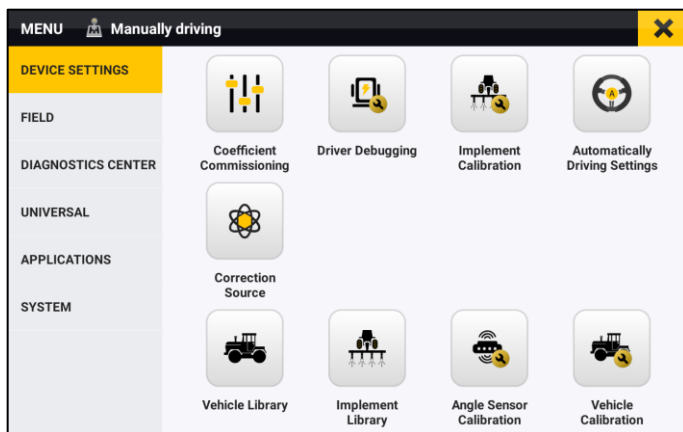 MENU Manually driving
DEVICE SETTINGS
FIELD
DIAGNOSTICS CENTER
UNIVERSAL
APPLICATIONS
SYSTEM
Coefficient
Commissioning
Driver Debugging
Implement
Calibration
A
Automatically
Driving Settings
Correction
Source
Vehicle Library
Implement
Library
Angle Sensor
Calibration
Vehicle
Calibration